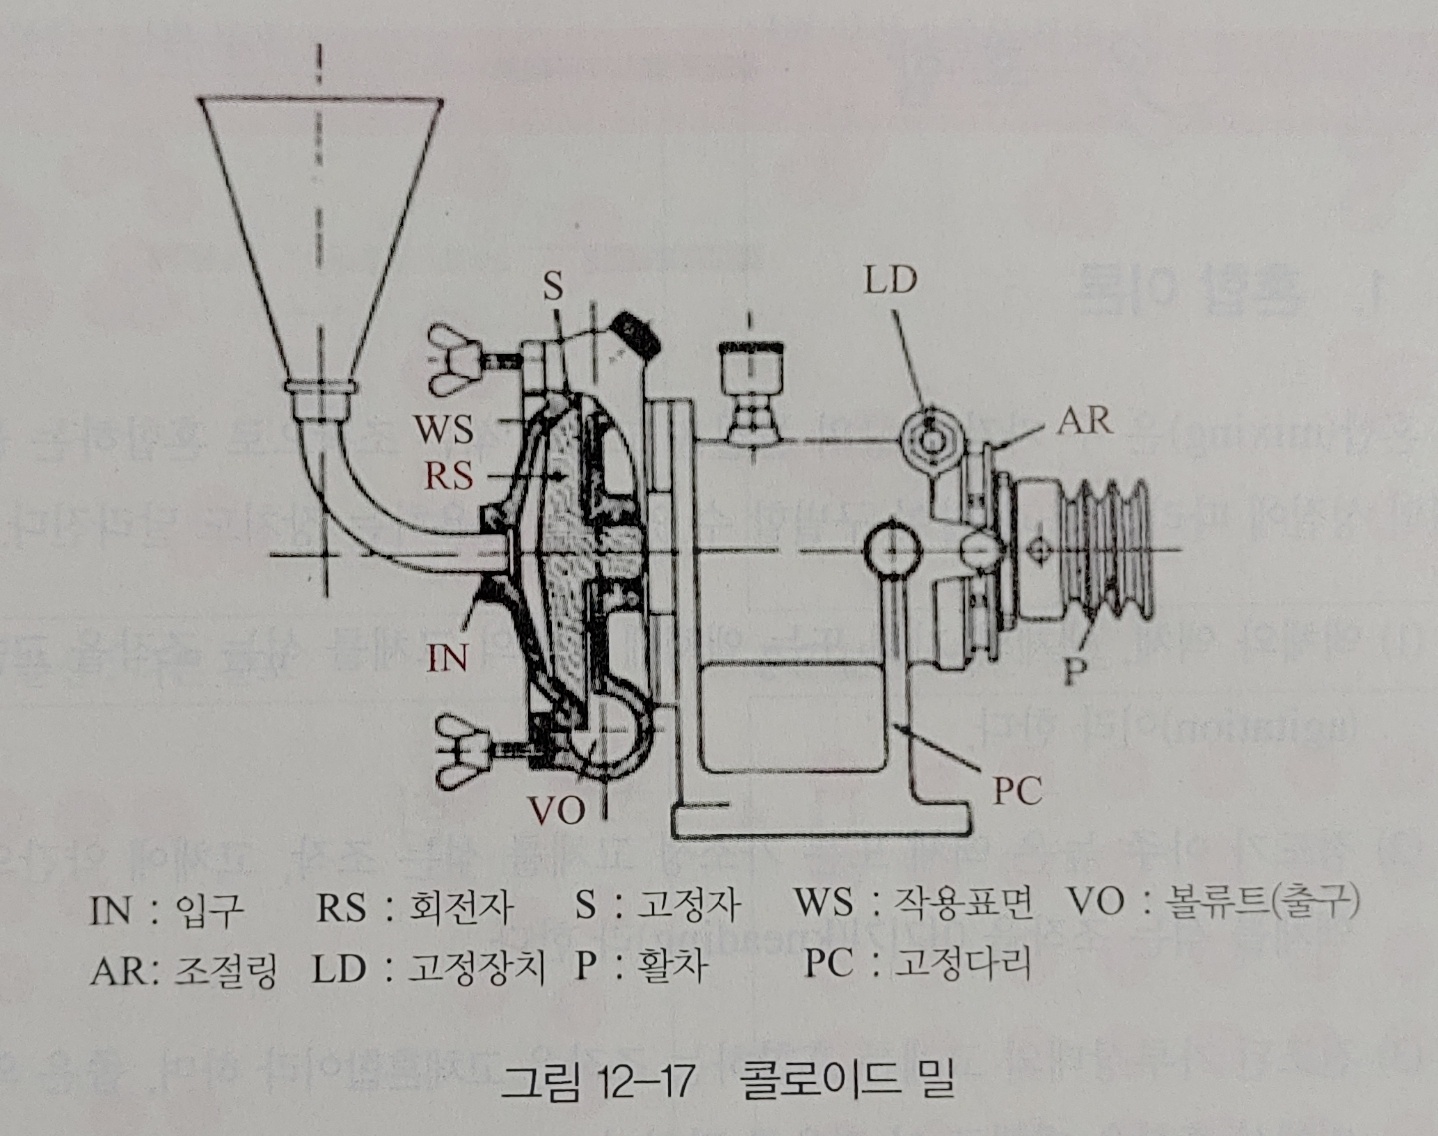 S
LD
WS
AR
RS
IN
P
PC
VO
IN : 입구 RS : 회전자 S : 고정자 WS : 작용표면 VO : 볼류트(출구)
AR: 조절링 LD : 고정장치 P : 활차 PC : 고정다리
그림 12-17 콜로이드 밀